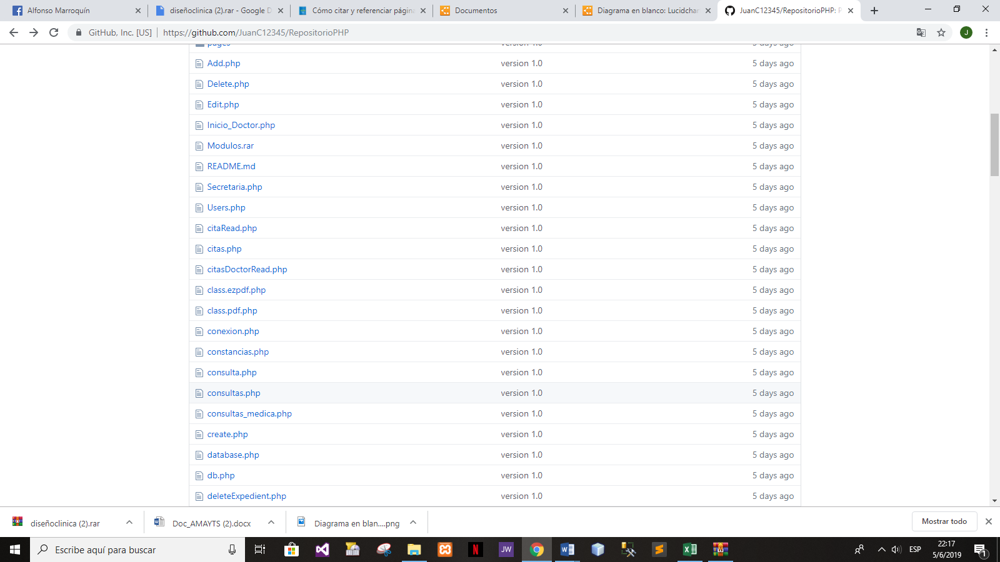 Alfonso Marroquín
diseñoclinica (2).rar - Google D
Cómo citar y referenciar página
Documentos
Diagrama en blanco: Lucidchar
JuanC12345/RepositorioPHP: P
GitHub, Inc. [US]
https://github.com/JuanC12345/RepositorioPHP
J
pages version 1.0 5 days ago
Add.php version 1.0 5 days ago
Delete.php version 1.0 5 days ago
Edit.php version 1.0 5 days ago
Inicio_Doctor.php version 1.0 5 days ago
Modulos.rar version 1.0 5 days ago
README.md version 1.0 5 days ago
Secretaria.php version 1.0 5 days ago
Users.php version 1.0 5 days ago
citaRead.php version 1.0 5 days ago
citas.php version 1.0 5 days ago
citasDoctorRead.php version 1.0 5 days ago
class.ezpdf.php version 1.0 5 days ago
class.pdf.php version 1.0 5 days ago
conexion.php version 1.0 5 days ago
constancias.php version 1.0 5 days ago
consulta.php version 1.0 5 days ago
consultas.php version 1.0 5 days ago
consultas_medica.php version 1.0 5 days ago
create.php version 1.0 5 days ago
database.php version 1.0 5 days ago
db.php version 1.0 5 days ago
deleteExpedient.php version 1.0 5 days ago
diseñoclinica (2).rar
Doc_AMAYTS (2).docx
Diagrama en blan....png
Mostrar todo
Escribe aquí para buscar
N
JW
ESP
22:17
5/6/2019
1